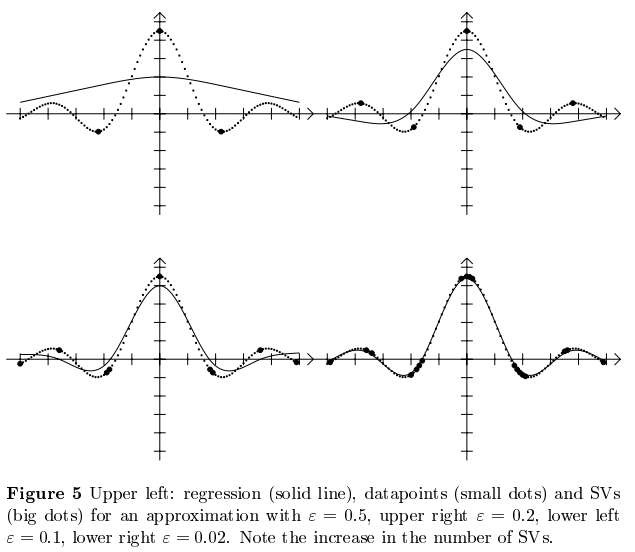 Figure 5 Upper left: regression (solid line), datapoints (small dots) and SVs
(big dots) for an approximation with ε = 0.5, upper right ε = 0.2, lower left
ε = 0.1, lower right ε = 0.02. Note the increase in the number of SVs.